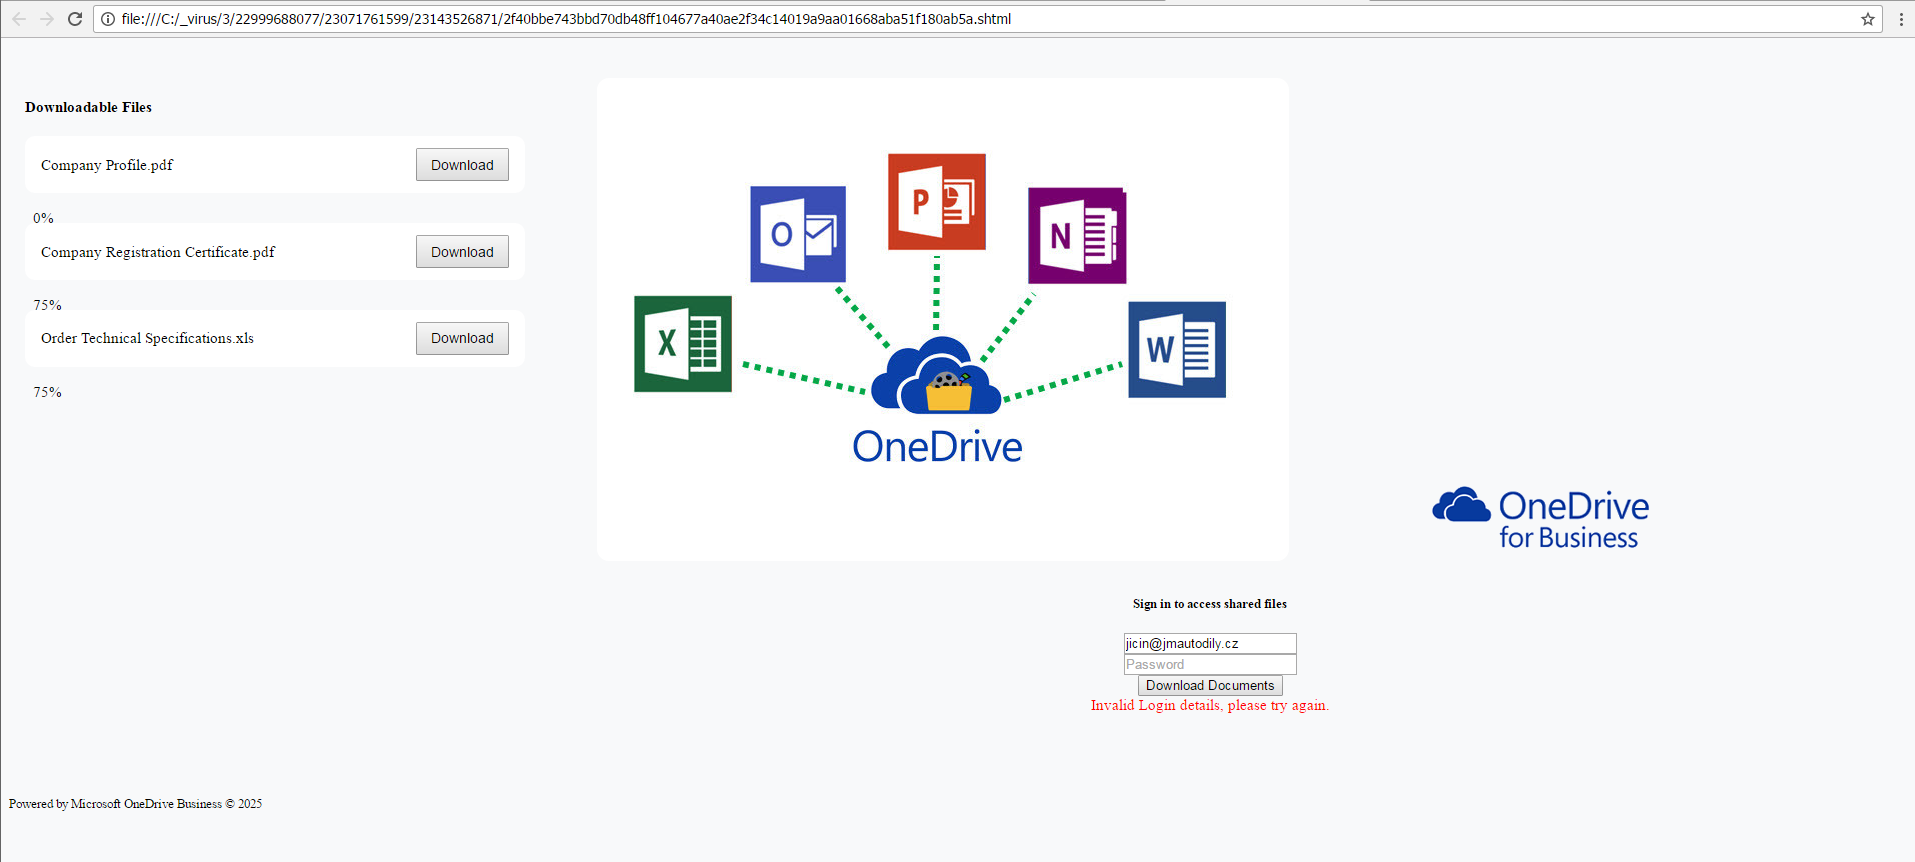 file:///C:/_virus/3/22999688077/23071761599/23143526871/2f40bbe743bbd70db48ff104677a40ae2f34c14019a9aa01668aba51f180ab5a.shtml
Downloadable Files
Company Profile.pdf
Download
0%
Company Registration Certificate.pdf
Download
75%
Order Technical Specifications.xls
Download
75%
O
P
N
X
W
OneDrive
OneDrive
for Business
Sign in to access shared files
jicin@jmautodily.cz
Password
Download Documents
Invalid Login details, please try again.
Powered by Microsoft OneDrive Business © 2025